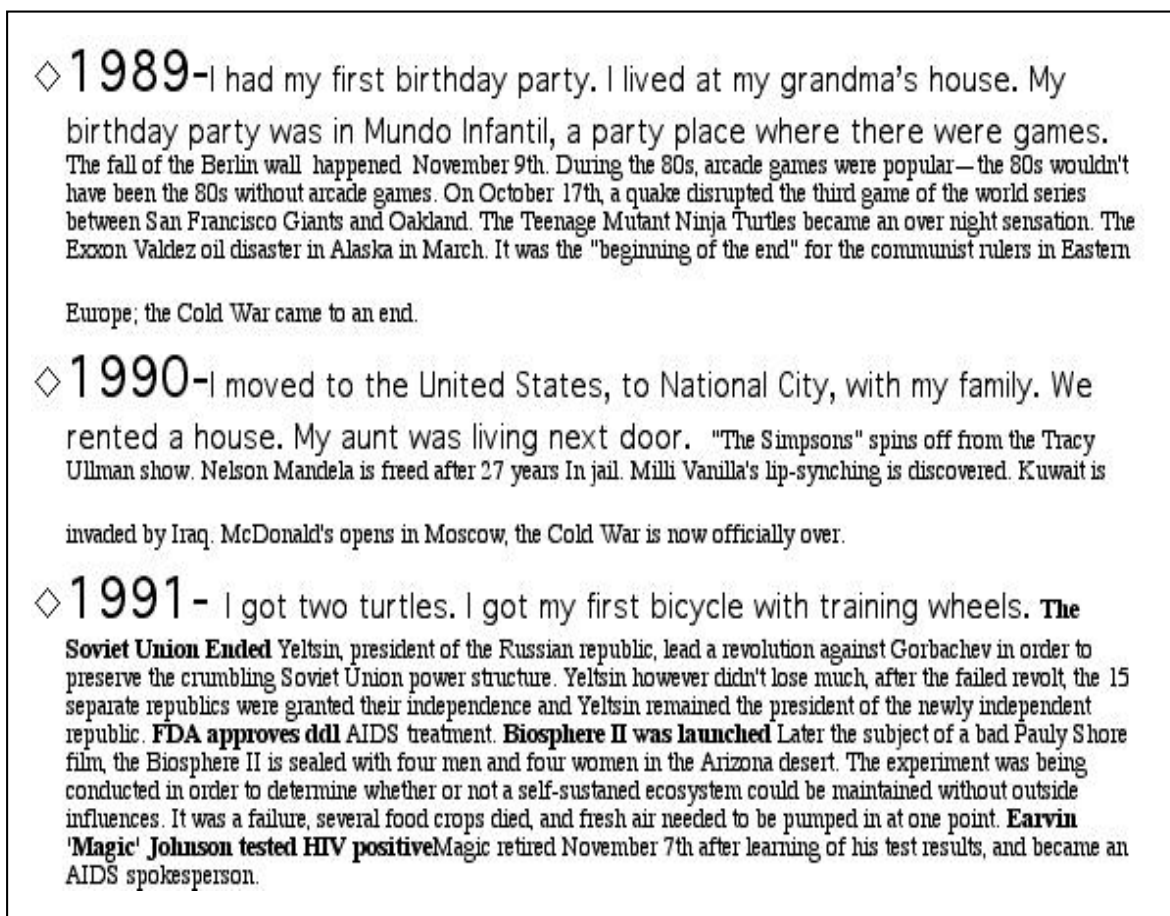 ◇1989-I had my first birthday party. I lived at my grandma's house. My
birthday party was in Mundo Infantil, a party place where there were games.
The fall of the Berlin wall happened November 9th. During the 80s, arcade games were popular—the 80s wouldn't
have been the 80s without arcade games. On October 17th, a quake disrupted the third game of the world series
between San Francisco Giants and Oakland. The Teenage Mutant Ninja Turtles became an over night sensation. The
Exxon Valdez oil disaster in Alaska in March. It was the "beginning of the end" for the communist rulers in Eastern
Europe; the Cold War came to an end.
◇1990-I moved to the United States, to National City, with my family. We
rented a house. My aunt was living next door. "The Simpsons" spins off from the Tracy
Ullman show. Nelson Mandela is freed after 27 years In jail. Milli Vanilla's lip-synching is discovered. Kuwait is
invaded by Iraq. McDonald's opens in Moscow, the Cold War is now officially over.
◇1991- I got two turtles. I got my first bicycle with training wheels. The
Soviet Union Ended Yeltsin, president of the Russian republic, lead a revolution against Gorbachev in order to
preserve the crumbling Soviet Union power structure. Yeltsin however didn't lose much, after the failed revolt, the 15
separate republics were granted their independence and Yeltsin remained the president of the newly independent
republic. FDA approves ddl AIDS treatment. Biosphere II was launched Later the subject of a bad Pauly Shore
film, the Biosphere II is sealed with four men and four women in the Arizona desert. The experiment was being
conducted in order to determine whether or not a self-sustaned ecosystem could be maintained without outside
influences. It was a failure, several food crops died, and fresh air needed to be pumped in at one point. Earvin
'Magic' Johnson tested HIV positiveMagic retired November 7th after learning of his test results, and became an
AIDS spokesperson.